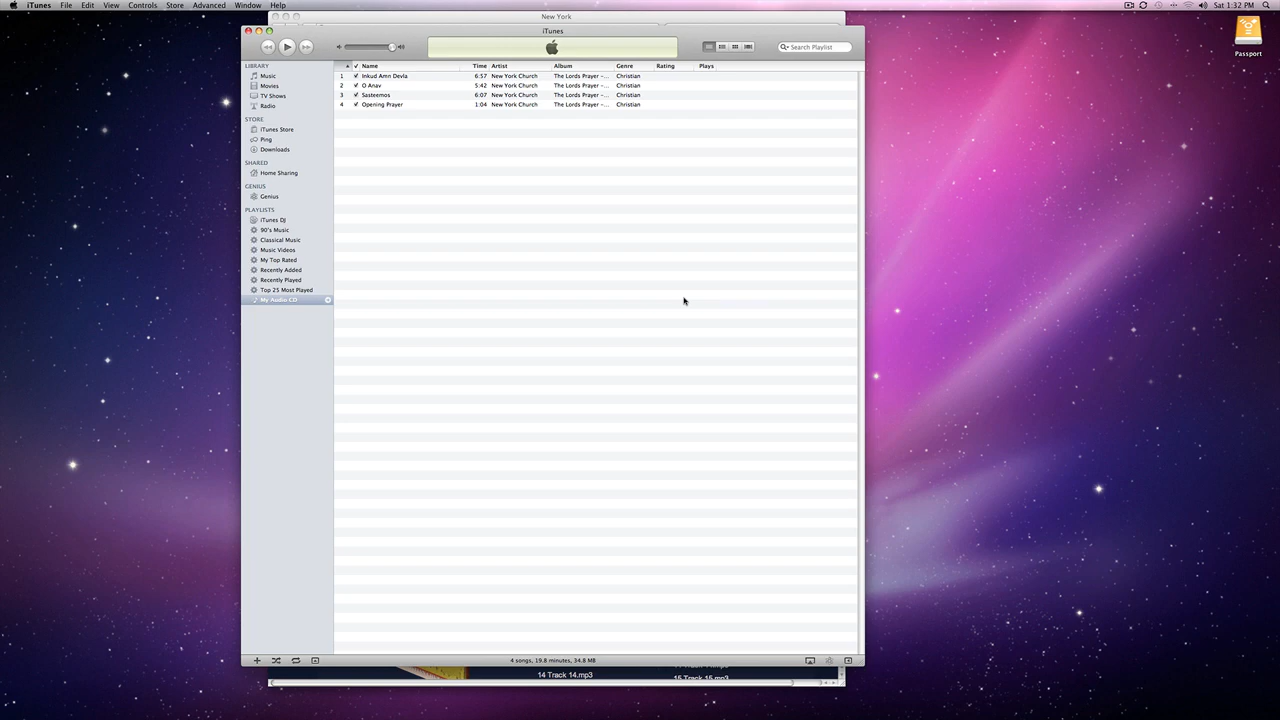 iTunes File Edit View Controls Store Advanced Window Help
Sat 1:32 PM
New York
iTunes
Search Playlist
Passport
LIBRARY
Music
Movies
TV Shows
Radio
STORE
iTunes Store
Ping
Downloads
SHARED
Home Sharing
GENIUS
Genius
PLAYLISTS
iTunes DJ
90's Music
Classical Music
Music Videos
My Top Rated
Recently Added
Recently Played
Top 25 Most Played
My Audio CD
Name Time Artist Album Genre Rating Plays
1 Inkud Amn Devla 6:57 New York Church The Lords Prayer -... Christian
2 O Anav 5:42 New York Church The Lords Prayer -... Christian
3 Sasteemos 6:07 New York Church The Lords Prayer -... Christian
4 Opening Prayer 1:04 New York Church The Lords Prayer -... Christian
4 songs, 19.8 minutes, 34.8 MB
14 Track 14.mp3
15 Track 15.mp3